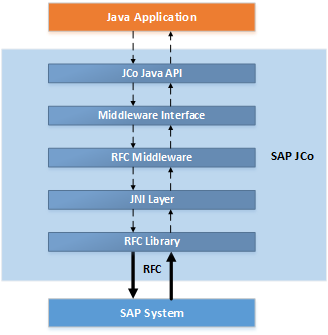 Java Application
JCo Java API
Middleware Interface
RFC Middleware
SAP JCo
JNI Layer
RFC Library
RFC
SAP System